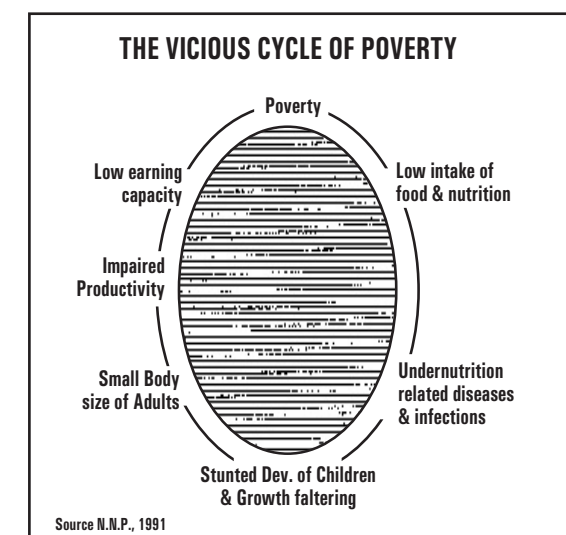 THE VICIOUS CYCLE OF POVERTY
Poverty
Low intake of
food & nutrition
Undernutrition
related diseases
& infections
Stunted Dev. of Children
& Growth faltering
Small Body
size of Adults
Impaired
Productivity
Low earning
capacity
Source N.N.P., 1991